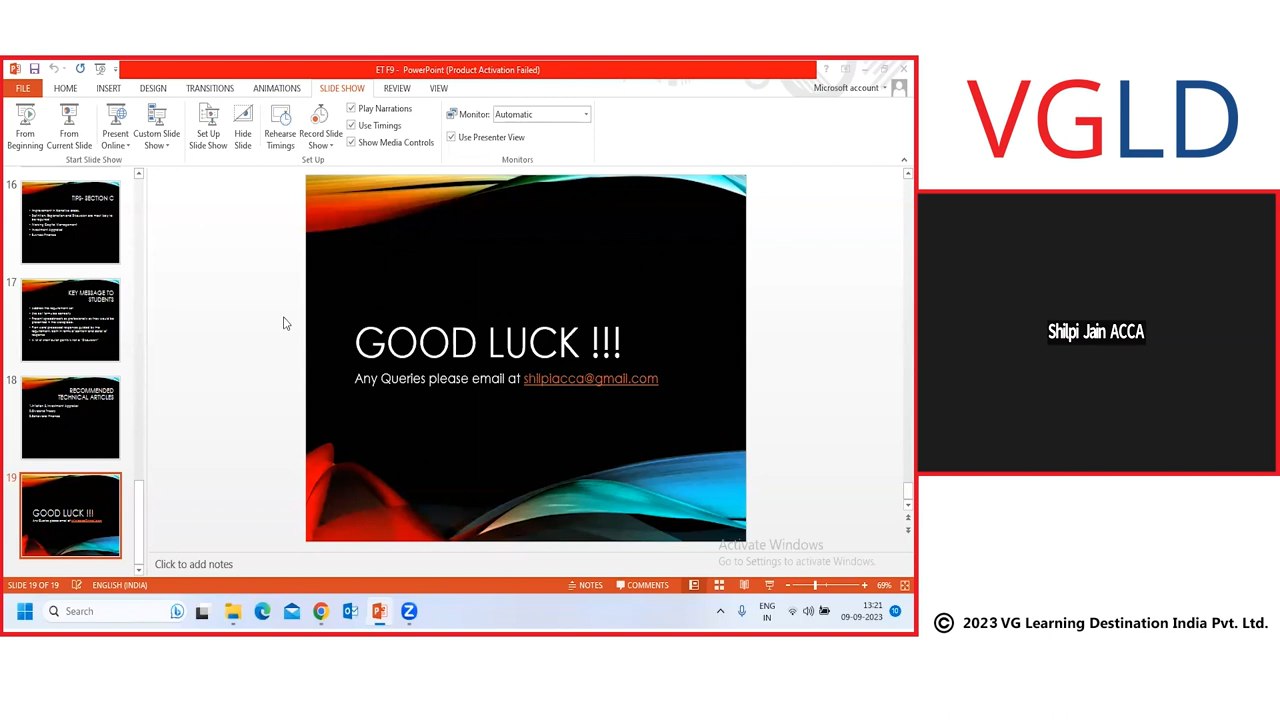 ET F9 - PowerPoint (Product Activation Failed)
FILE HOME INSERT DESIGN TRANSITIONS ANIMATIONS SLIDE SHOW REVIEW VIEW
Microsoft account
From Beginning
From Current Slide
Present Online
Custom Slide Show
Set Up Slide Show
Hide Slide
Rehearse Timings
Record Slide Show
Play Narrations
Use Timings
Show Media Controls
Monitor: Automatic
Use Presenter View
Start Slide Show Set Up Monitors
16
TIPS- SECTION C
17
KEY MESSAGE TO
STUDENTS
18
RECOMMENDED
TECHNICAL ARTICLES
19
GOOD LUCK !!!
GOOD LUCK !!!
Any Queries please email at shilpiacca@gmail.com
Activate Windows
Go to Settings to activate Windows.
Click to add notes
SLIDE 19 OF 19 ENGLISH (INDIA) NOTES COMMENTS 69%
Search
ENG
IN
13:21
09-09-2023
10
VGLD
Shilpi Jain ACCA
© 2023 VG Learning Destination India Pvt. Ltd.